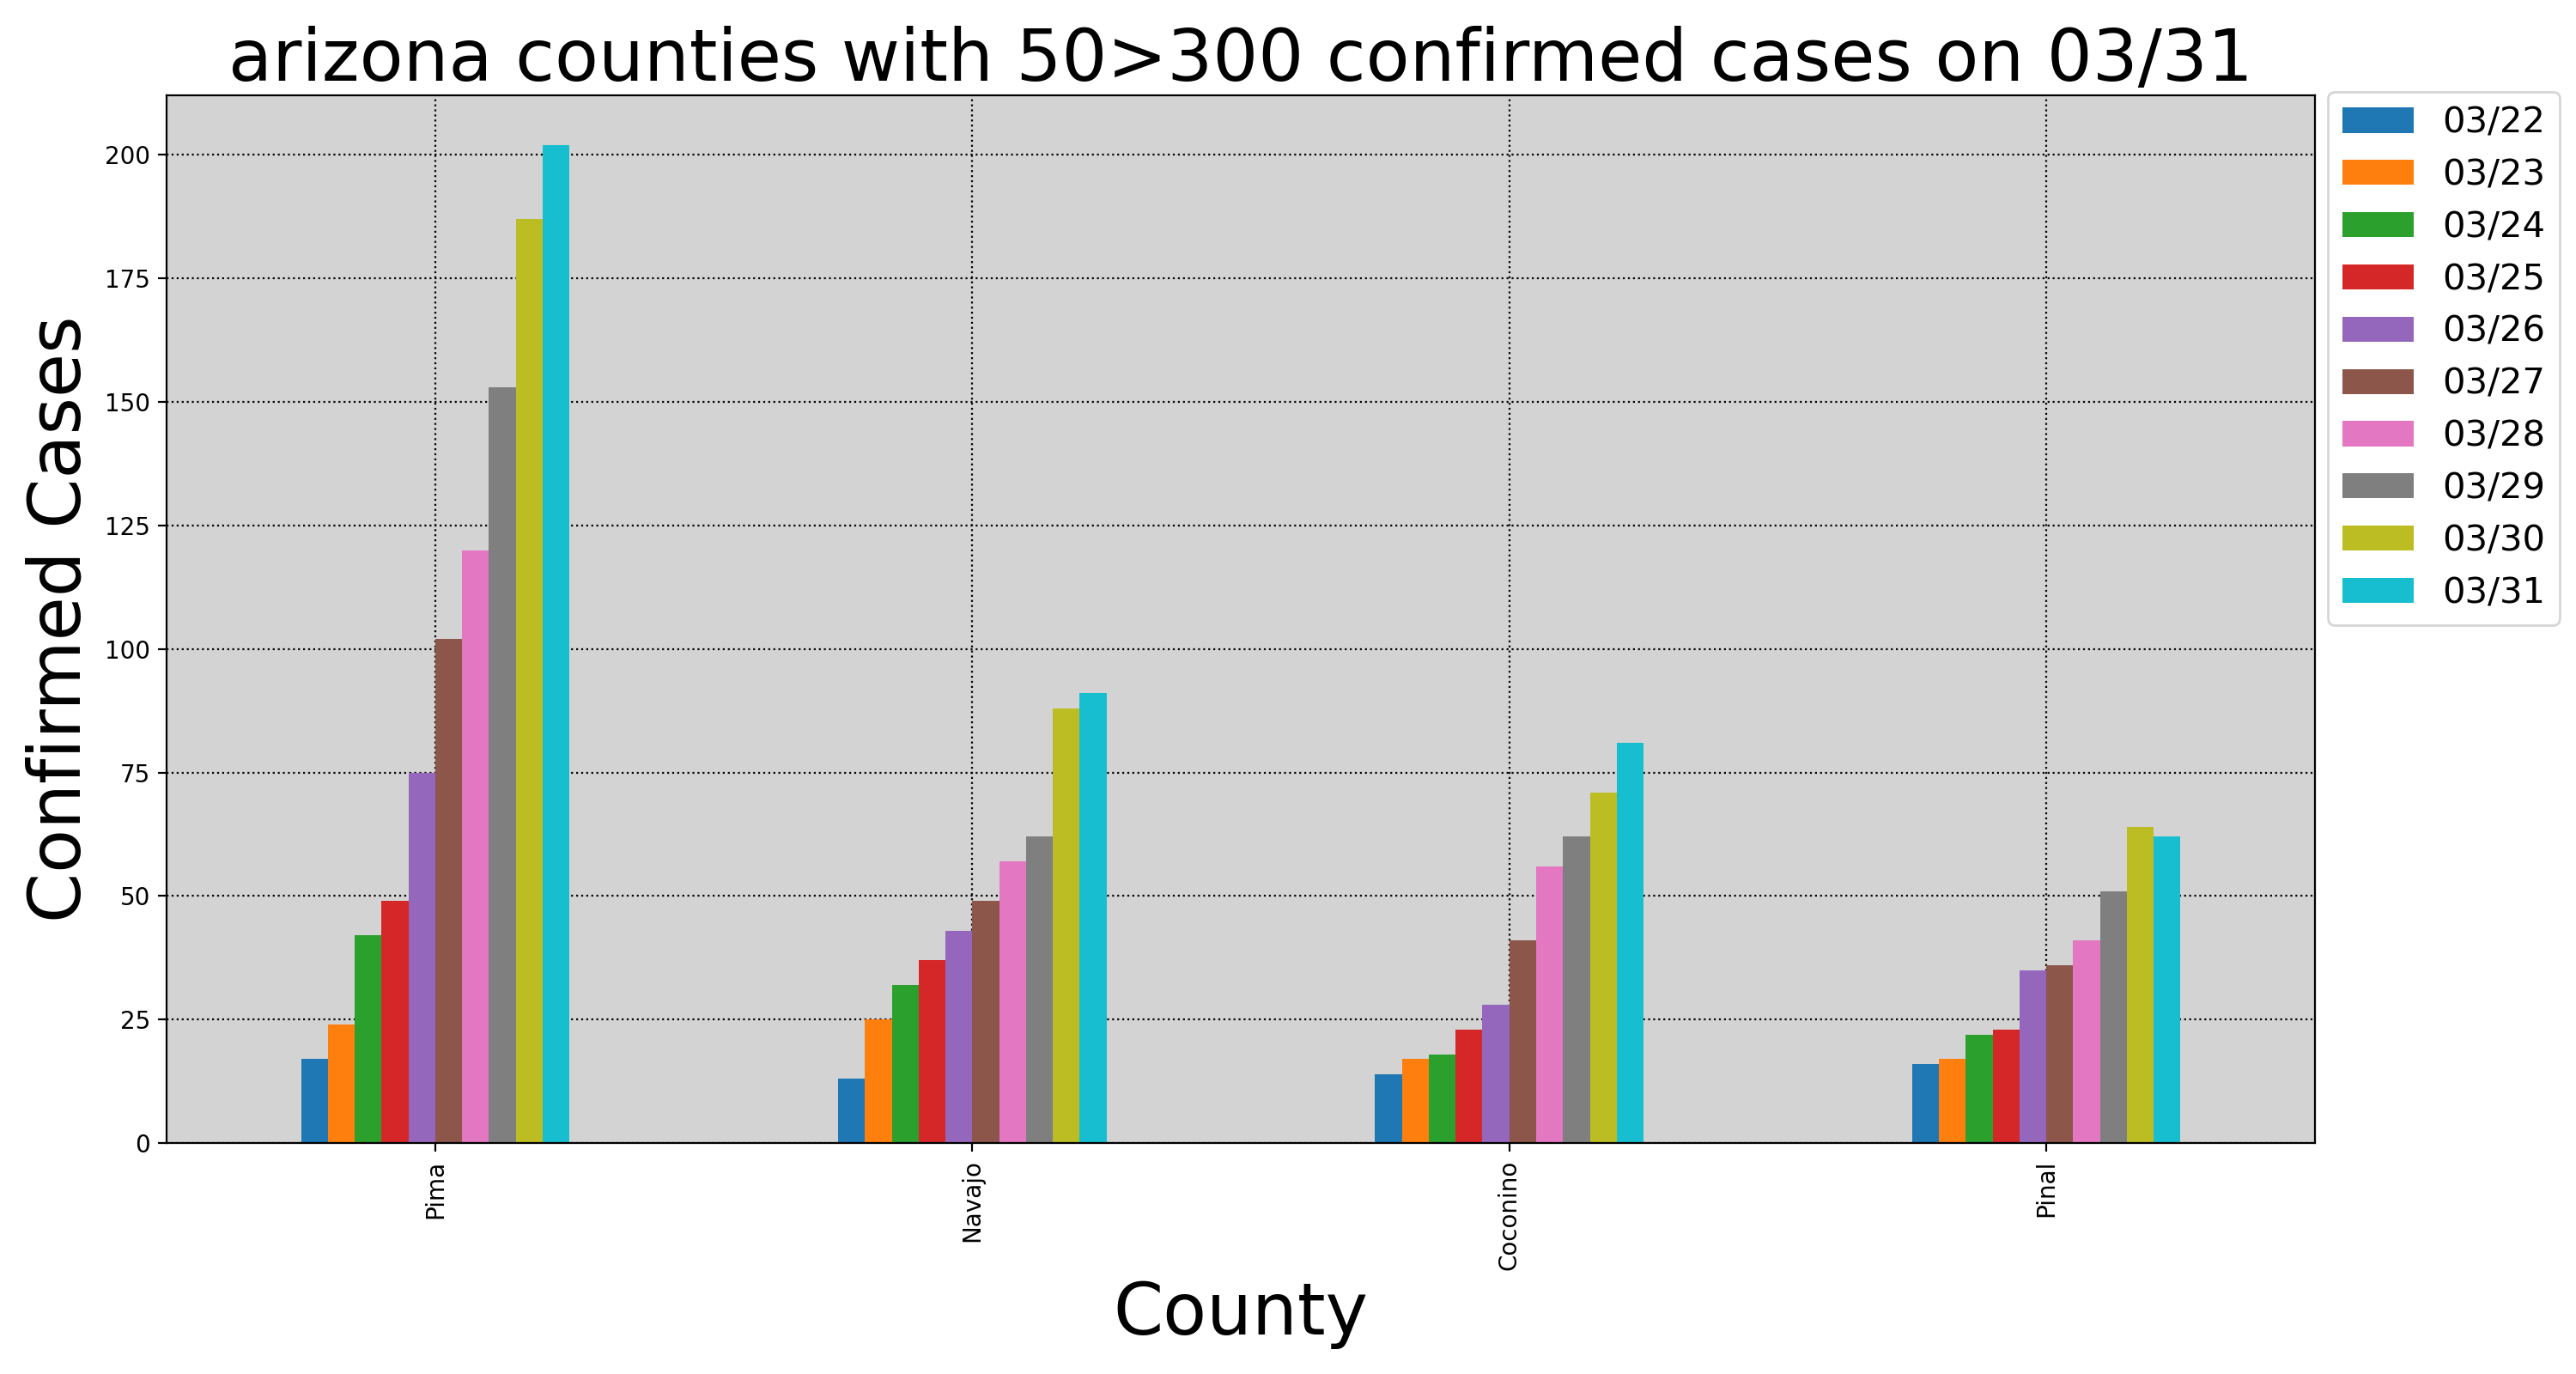 arizona counties with 50>300 confirmed cases on 03/31
Confirmed Cases
200
175
150
125
100
75
50
25
0
Pima
Navajo
Coconino
Pinal
County
03/22
03/23
03/24
03/25
03/26
03/27
03/28
03/29
03/30
03/31